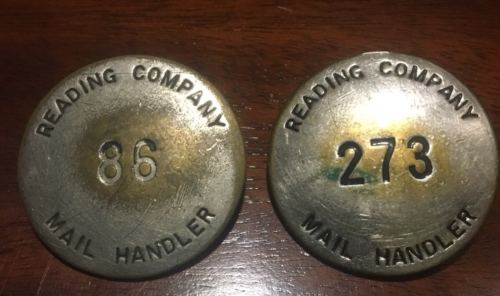 READING COMPANY
86
MAIL HANDLER
READING COMPANY
273
MAIL HANDLER